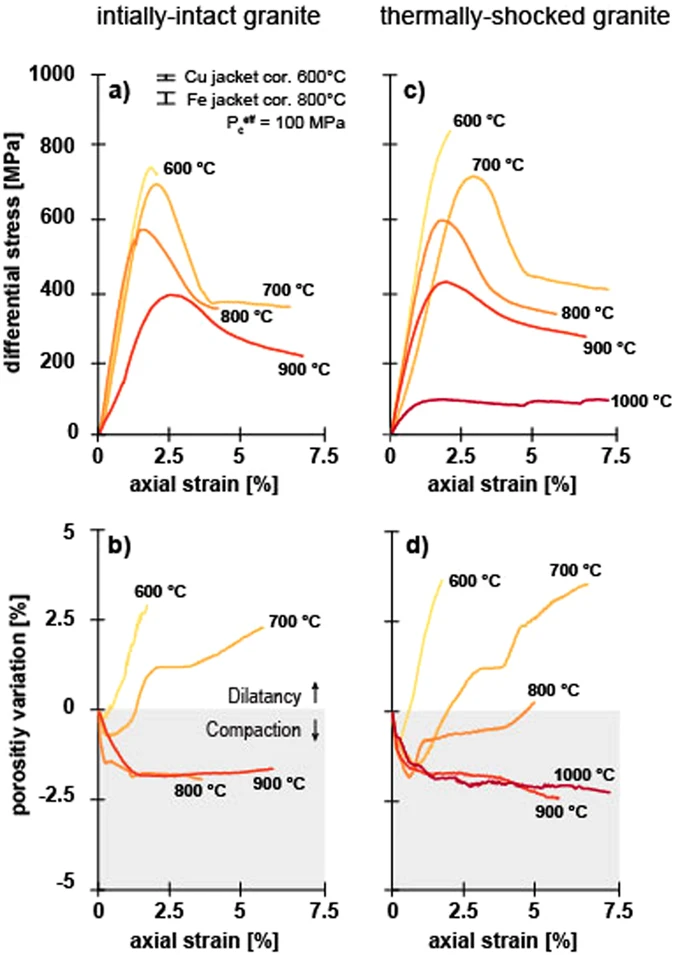 intially-intact granite
thermally-shocked granite
differential stress [MPa]
1000
800
600
400
200
0
a)
Cu jacket cor. 600°C
Fe jacket cor. 800°C
Pceff = 100 MPa
600 °C
700 °C
800 °C
900 °C
0 2.5 5 7.5
axial strain [%]
c)
600 °C
700 °C
800 °C
900 °C
1000 °C
0 2.5 5 7.5
axial strain [%]
porositiy variation [%]
5
2.5
0
-2.5
-5
b)
600 °C
700 °C
Dilatancy
Compaction
800 °C
900 °C
0 2.5 5 7.5
axial strain [%]
d)
600 °C
700 °C
800 °C
1000 °C
900 °C
0 2.5 5 7.5
axial strain [%]